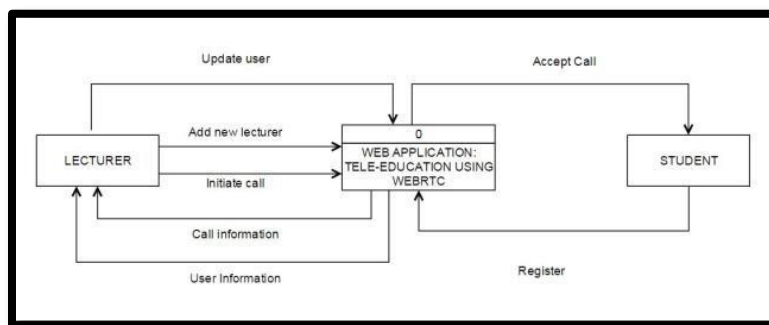 Update user
Accept Call
Add new lecturer
0
LECTURER
WEB APPLICATION:
TELE-EDUCATION USING
WEBRTC
STUDENT
Initiate call
Call information
User Information
Register